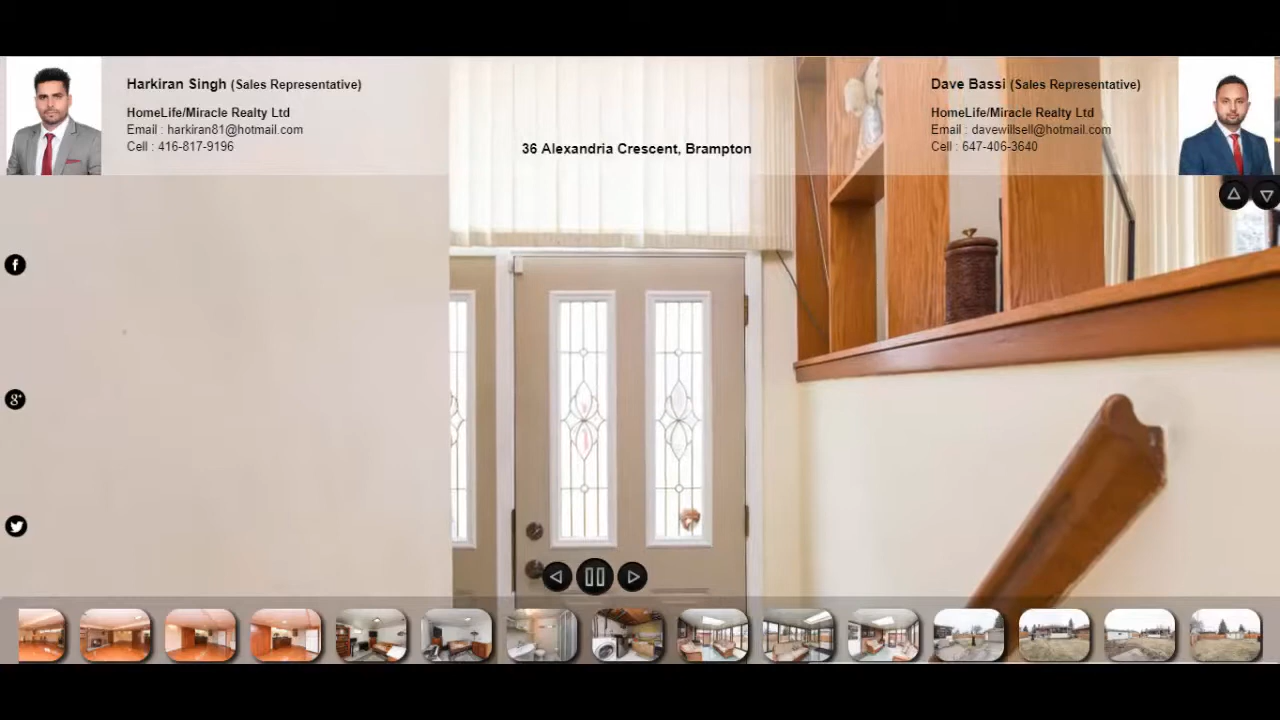 Harkiran Singh (Sales Representative)
HomeLife/Miracle Realty Ltd
Email : harkiran81@hotmail.com
Cell : 416-817-9196
36 Alexandria Crescent, Brampton
Dave Bassi (Sales Representative)
HomeLife/Miracle Realty Ltd
Email : davewillsell@hotmail.com
Cell : 647-406-3640